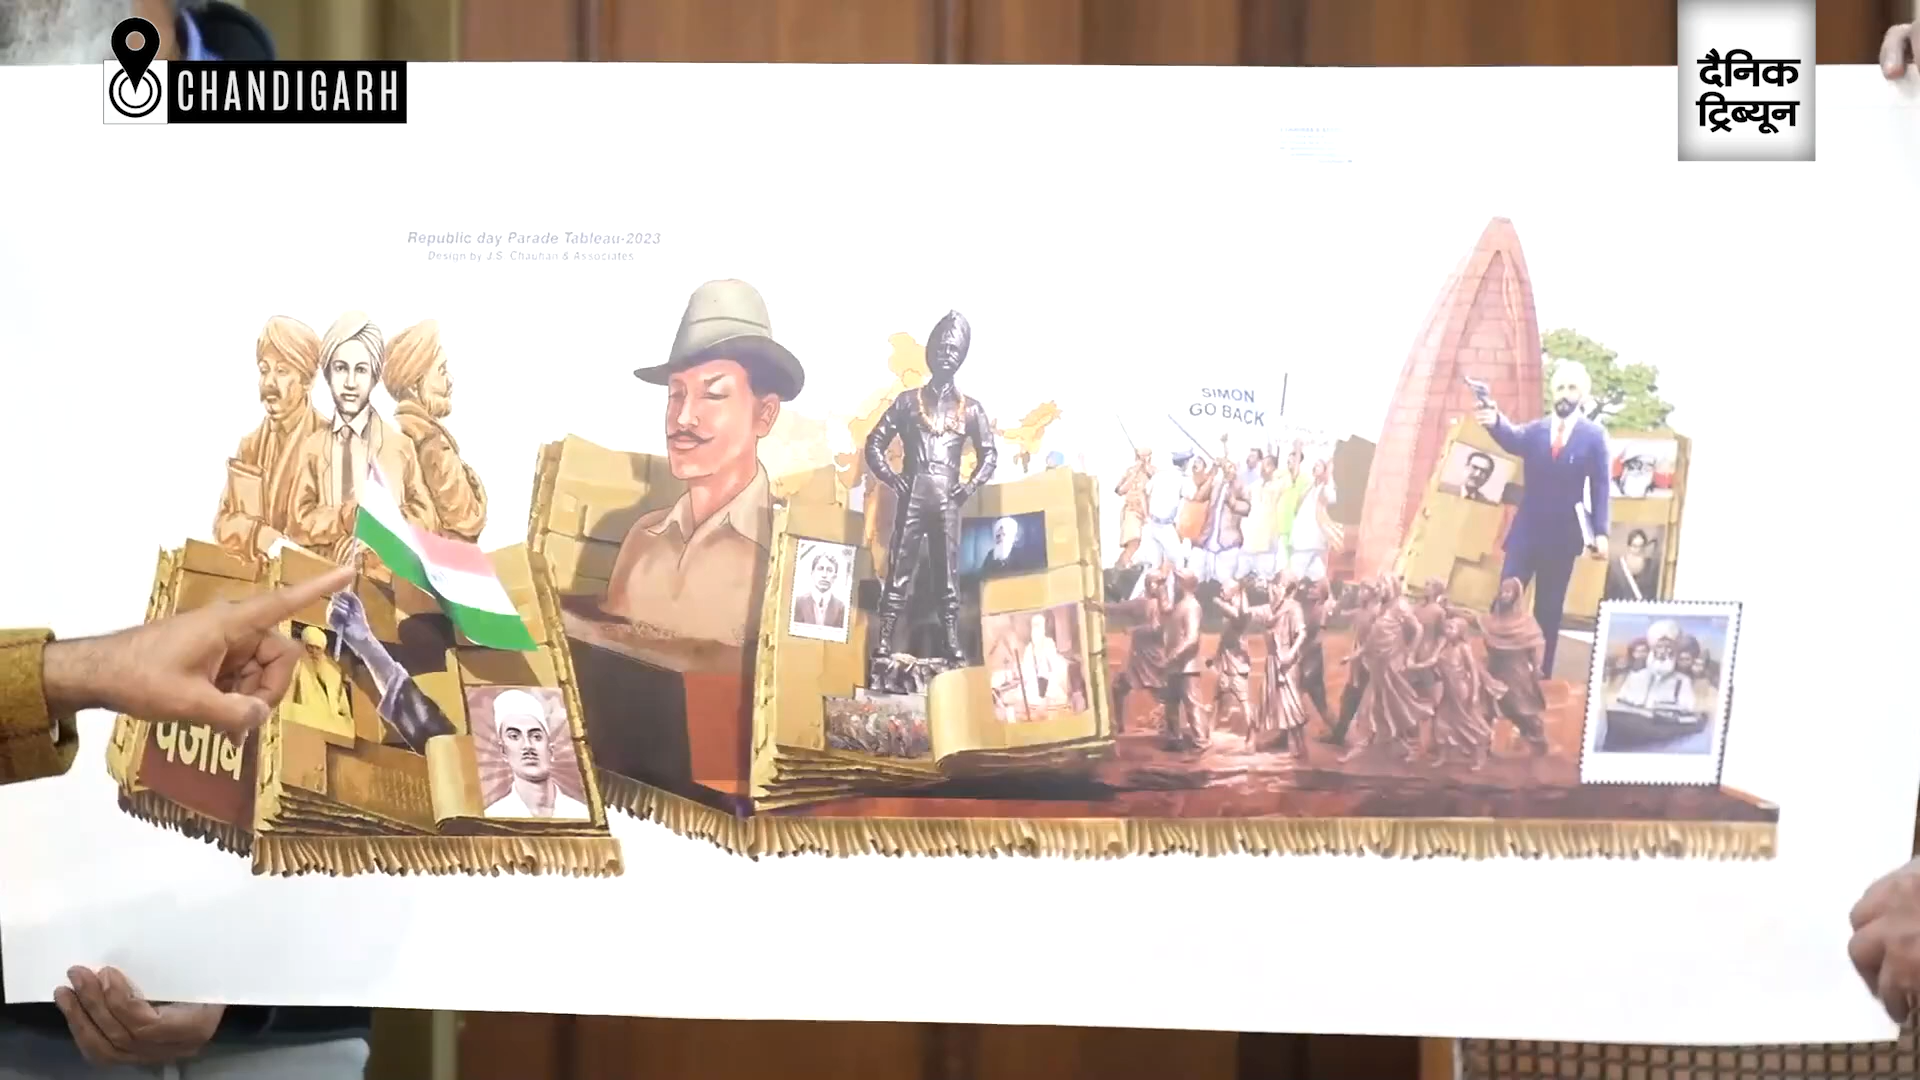 CHANDIGARH
दैनिक
ट्रिब्यून
Republic day Parade Tableau-2023
Design by J.S. Chauhan & Associates
SIMON
GO BACK
पंजाब